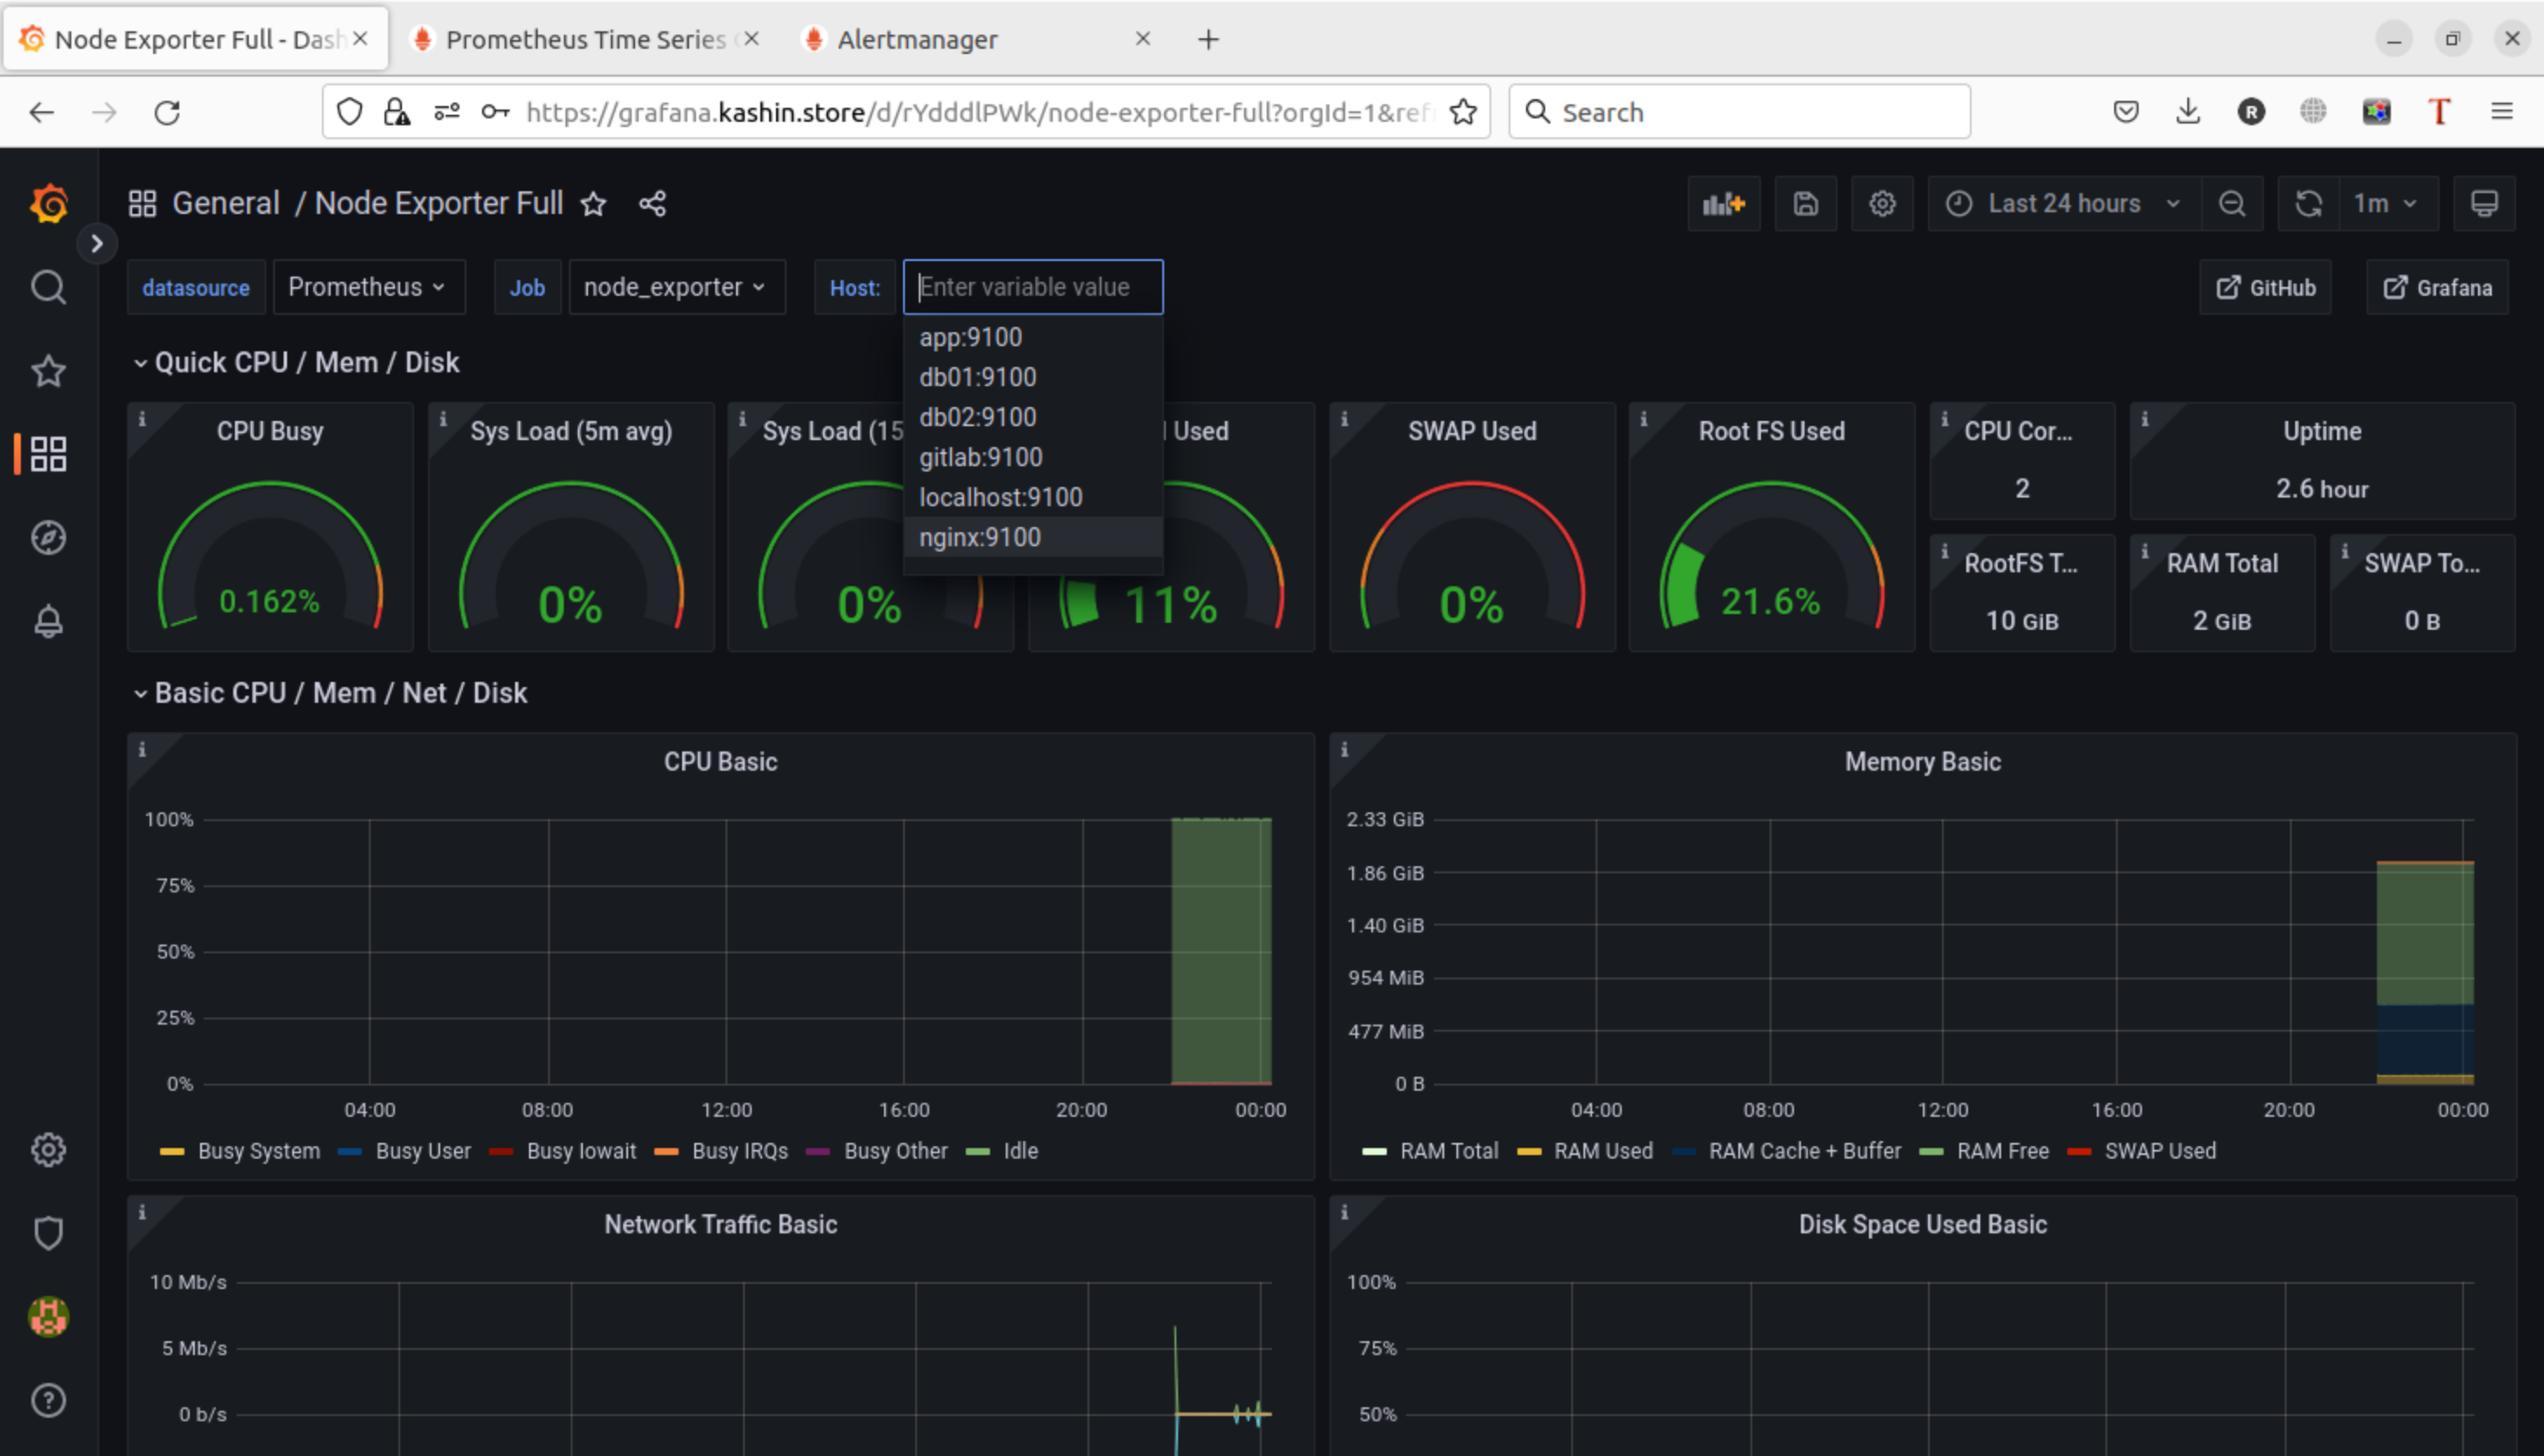 Node Exporter Full - Dash
Prometheus Time Series
Alertmanager
https://grafana.kashin.store/d/rYdddlPWk/node-exporter-full?orgId=1&ref
Search
R
T
General / Node Exporter Full
Last 24 hours
1m
datasource
Prometheus
Job
node_exporter
Host:
Enter variable value
GitHub
Grafana
app:9100
db01:9100
db02:9100
gitlab:9100
localhost:9100
nginx:9100
Quick CPU / Mem / Disk
CPU Busy
0.162%
Sys Load (5m avg)
0%
Sys Load (15
0%
Used
11%
SWAP Used
0%
Root FS Used
21.6%
CPU Cor...
2
Uptime
2.6 hour
RootFS T...
10 GiB
RAM Total
2 GiB
SWAP To...
0 B
Basic CPU / Mem / Net / Disk
CPU Basic
100%
75%
50%
25%
0%
04:00 08:00 12:00 16:00 20:00 00:00
Busy System Busy User Busy Iowait Busy IRQs Busy Other Idle
Memory Basic
2.33 GiB
1.86 GiB
1.40 GiB
954 MiB
477 MiB
0 B
04:00 08:00 12:00 16:00 20:00 00:00
RAM Total RAM Used RAM Cache + Buffer RAM Free SWAP Used
Network Traffic Basic
10 Mb/s
5 Mb/s
0 b/s
Disk Space Used Basic
100%
75%
50%